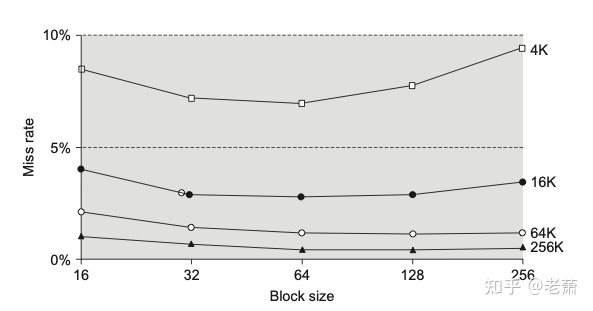 10%
4K
Miss rate
5%
16K
64K
256K
0%
16 32 64 128 256
Block size
知乎 @老萧